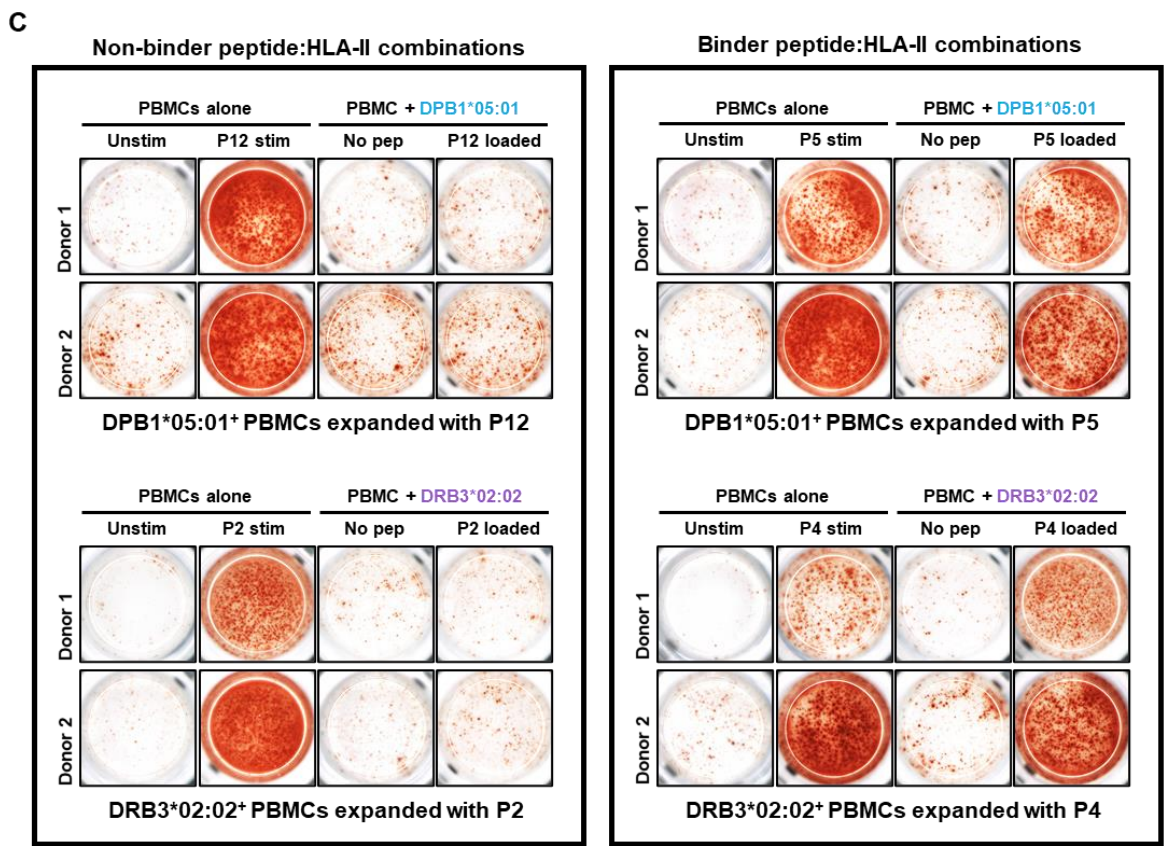 C
Non-binder peptide:HLA-II combinations
PBMCs alone
PBMC + DPB1*05:01
Unstim
P12 stim
No pep
P12 loaded
Donor 1
Donor 2
DPB1*05:01+ PBMCs expanded with P12
PBMCs alone
PBMC + DRB3*02:02
Unstim
P2 stim
No pep
P2 loaded
Donor 1
Donor 2
DRB3*02:02+ PBMCs expanded with P2
Binder peptide:HLA-II combinations
PBMCs alone
PBMC + DPB1*05:01
Unstim
P5 stim
No pep
P5 loaded
Donor 1
Donor 2
DPB1*05:01+ PBMCs expanded with P5
PBMCs alone
PBMC + DRB3*02:02
Unstim
P4 stim
No pep
P4 loaded
Donor 1
Donor 2
DRB3*02:02+ PBMCs expanded with P4